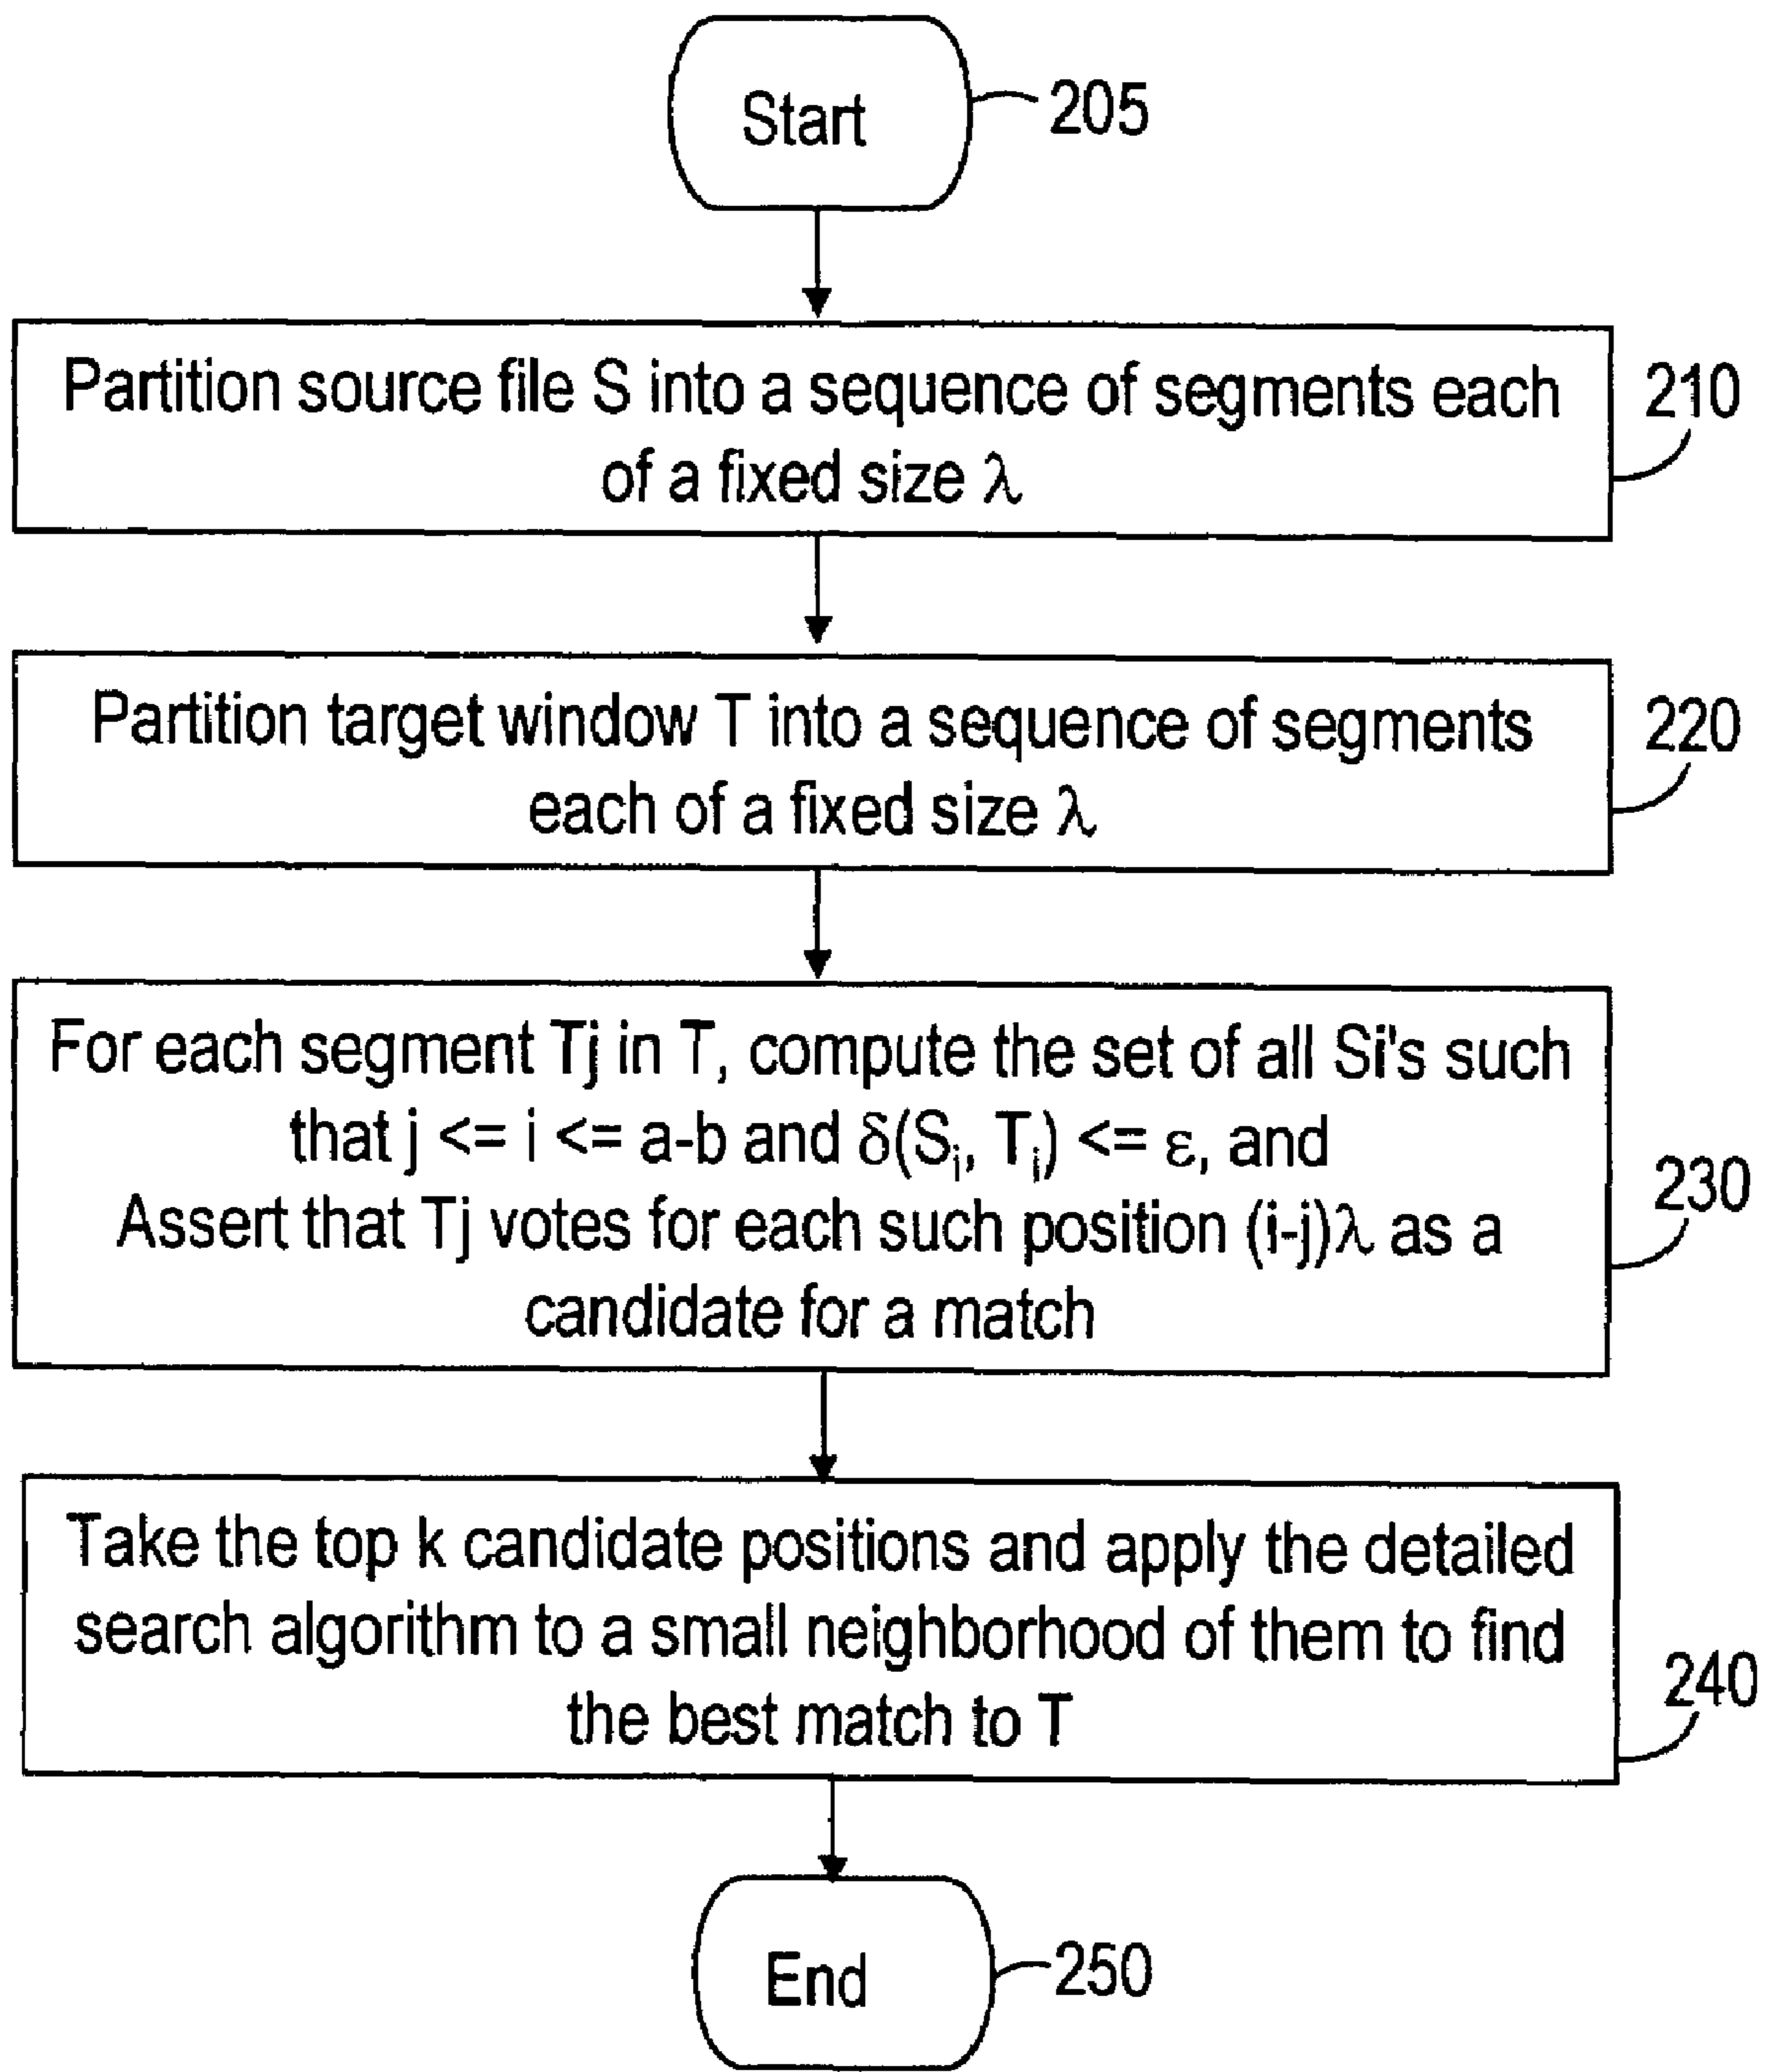 Start
205
Partition source file S into a sequence of segments each
of a fixed size λ
210
Partition target window T into a sequence of segments
each of a fixed size λ
220
For each segment Tj in T, compute the set of all Si's such
that j <= i <= a-b and δ(Sᵢ, Tᵢ) <= ε, and
Assert that Tj votes for each such position (i-j)λ as a
candidate for a match
230
Take the top k candidate positions and apply the detailed
search algorithm to a small neighborhood of them to find
the best match to T
240
End
250